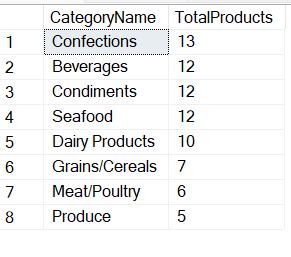 CategoryName TotalProducts
1 Confections 13
2 Beverages 12
3 Condiments 12
4 Seafood 12
5 Dairy Products 10
6 Grains/Cereals 7
7 Meat/Poultry 6
8 Produce 5